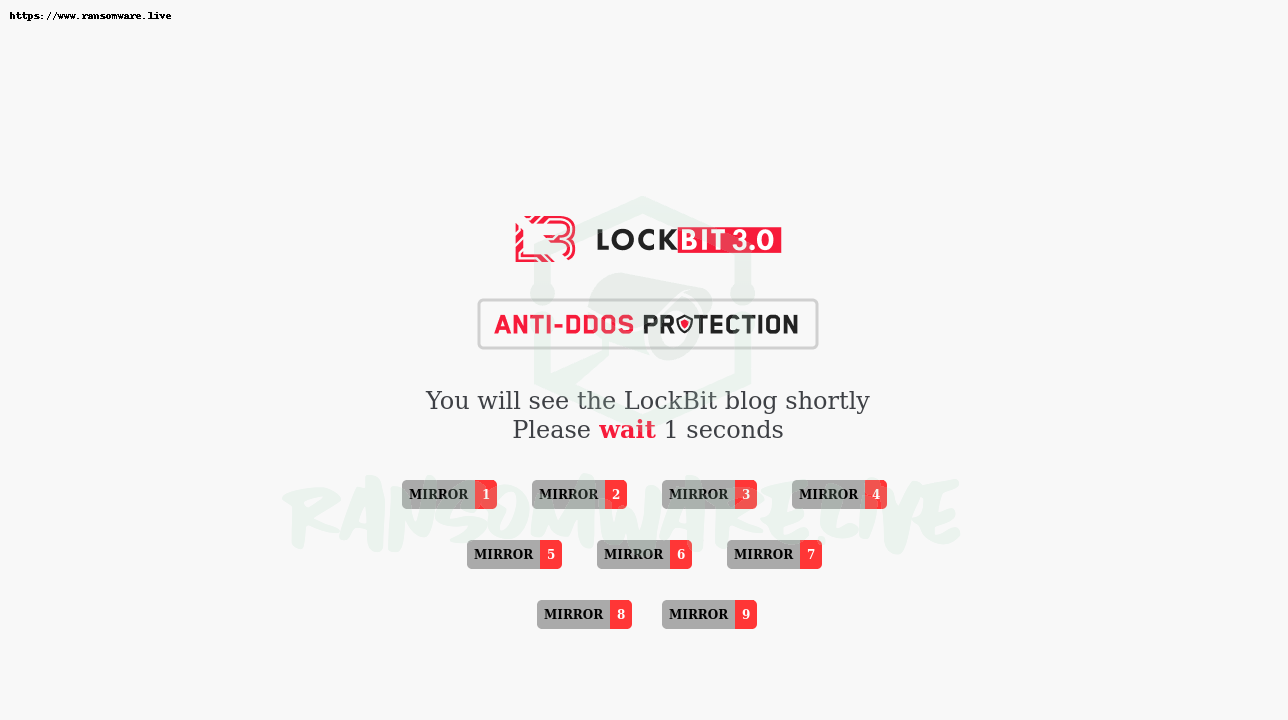 https://www.ransomware.live
LOCKBIT 3.0
ANTI-DDOS PROTECTION
You will see the LockBit blog shortly
Please wait 1 seconds
RANSOMWARE LIVE
MIRROR 1 MIRROR 2 MIRROR 3 MIRROR 4
MIRROR 5 MIRROR 6 MIRROR 7
MIRROR 8 MIRROR 9